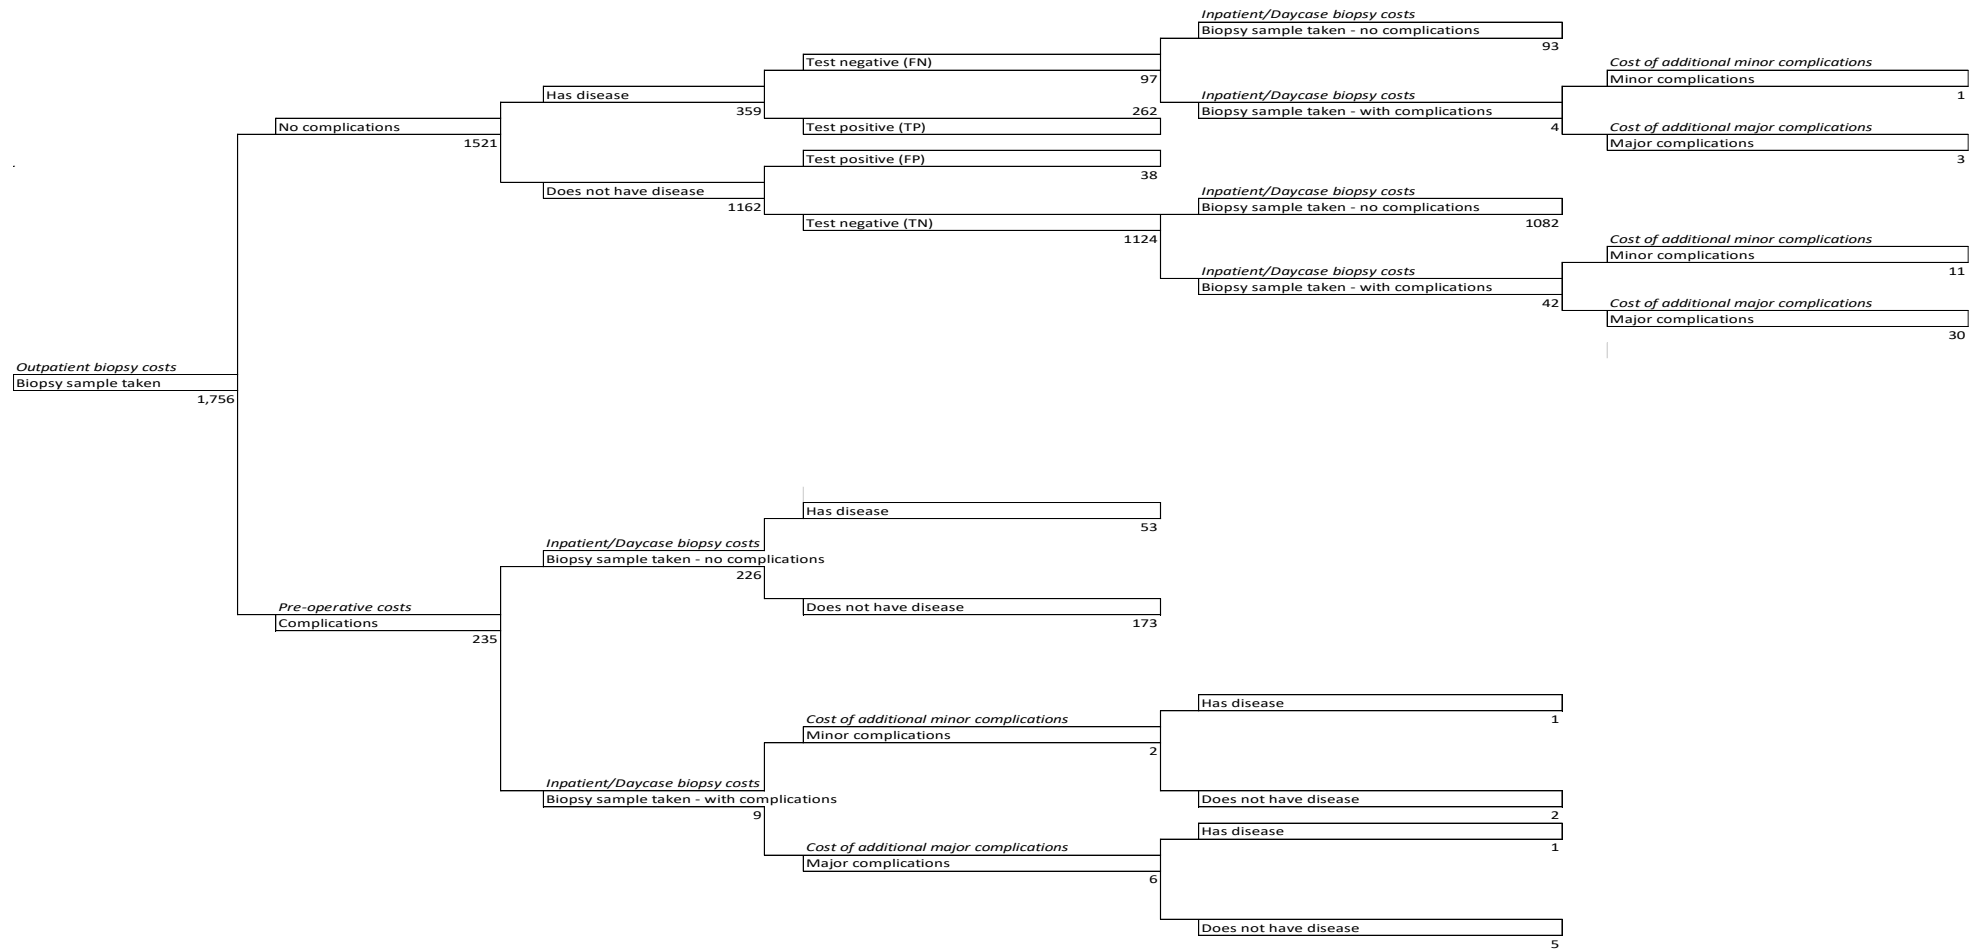 Inpatient/Daycase biopsy costs
Biopsy sample taken - no complications
93
Test negative (FN)
97
Cost of additional minor complications
Minor complications
1
Has disease
359
Inpatient/Daycase biopsy costs
Biopsy sample taken - with complications
4
262
Test positive (TP)
No complications
1521
Cost of additional major complications
Major complications
3
Test positive (FP)
38
Does not have disease
1162
Inpatient/Daycase biopsy costs
Biopsy sample taken - no complications
1082
Test negative (TN)
1124
Cost of additional minor complications
Minor complications
11
Inpatient/Daycase biopsy costs
Biopsy sample taken - with complications
42
Cost of additional major complications
Major complications
30
Outpatient biopsy costs
Biopsy sample taken
1,756
Has disease
53
Inpatient/Daycase biopsy costs
Biopsy sample taken - no complications
226
Does not have disease
173
Pre-operative costs
Complications
235
Has disease
1
Cost of additional minor complications
Minor complications
2
Inpatient/Daycase biopsy costs
Biopsy sample taken - with complications
9
Does not have disease
2
Has disease
1
Cost of additional major complications
Major complications
6
Does not have disease
5